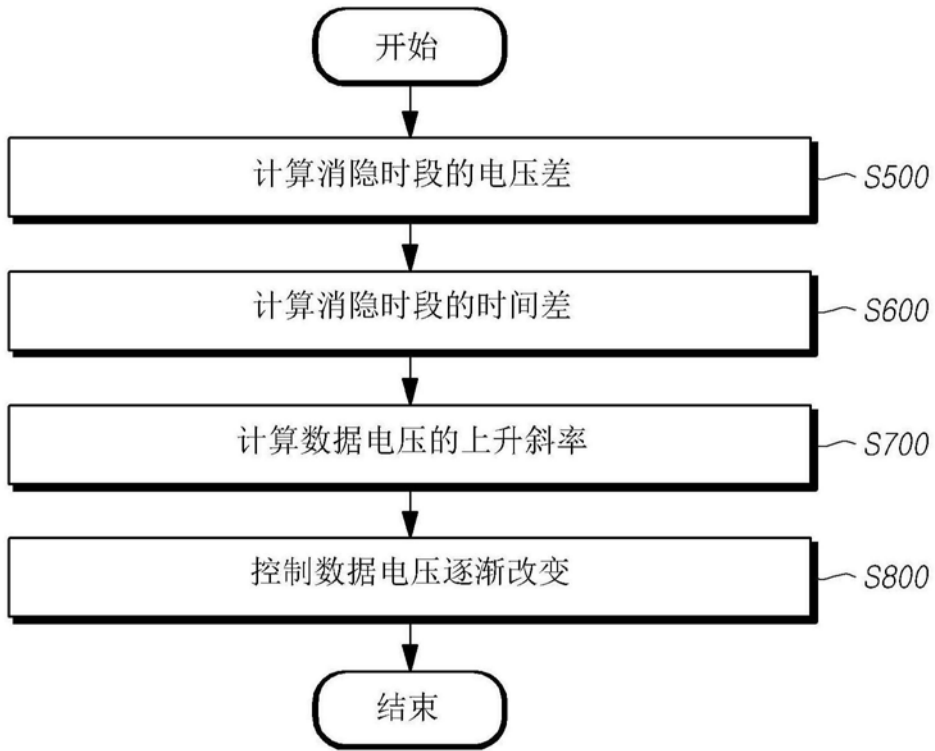 开始
计算消隐时段的电压差
S500
计算消隐时段的时间差
S600
计算数据电压的上升斜率
S700
控制数据电压逐渐改变
S800
结束